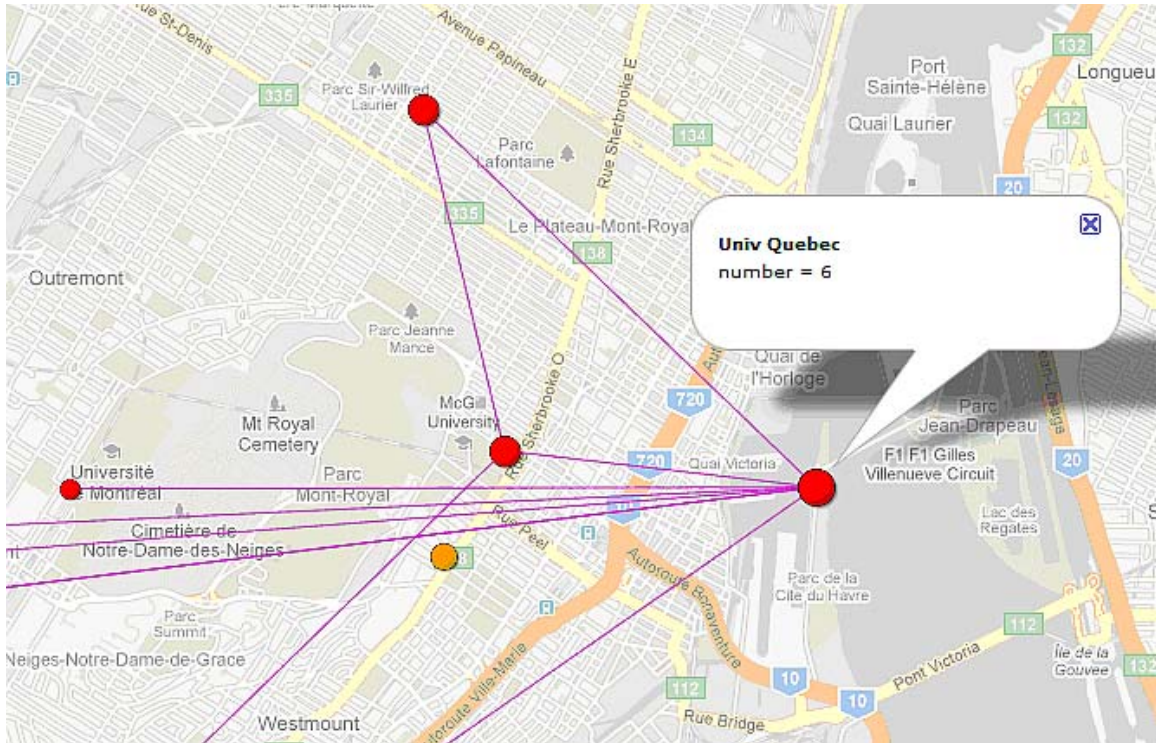 Rue St-Denis
Avenue Papineau
132
Port
Sainte-Hélène
Longueu
335
Parc Sir-Wilfred
Laurier
132
134
Quai Laurier
Parc
Lafontaine
Rue Sherbrooke E
20
335
Le Plateau-Mont-Royal
138
Univ Quebec
number = 6
Outremont
Parc Jeanne
Mance
Quai de
l'Horloge
720
McGill
University
Rue Sherbrooke O
Mt Royal
Cemetery
Parc
Jean-Drapeau
Université
de Montréal
Parc
Mont-Royal
720
Quai Victoria
F1 F1 Gilles
Villenueve Circuit
20
10
Rue Peel
Lac des
Regates
Cimetière de
Notre-Dame-des-Neiges
Autoroute Bonaventure
Parc de la
Cite du Havre
Parc
Summit
112
Neiges-Notre-Dame-de-Grace
Autoroute Ville-Marie
Pont Victoria
Île de la
Gouvee
132
10
112
10
Rue Bridge
Westmount